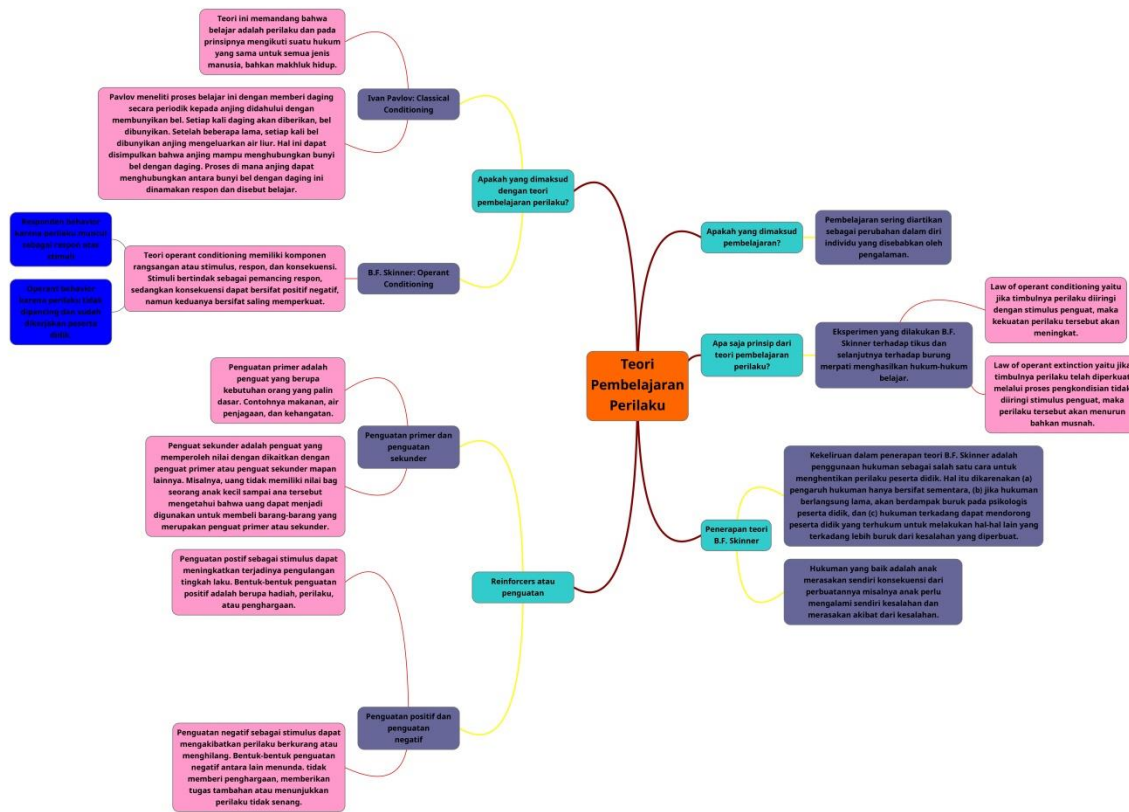 Teori
Pembelajaran
Perilaku
Apakah yang dimaksud
pembelajaran?
Pembelajaran sering diartikan
sebagai perubahan dalam diri
individu yang disebabkan oleh
pengalaman.
Apa saja prinsip dari
teori pembelajaran
perilaku?
Eksperimen yang dilakukan B.F.
Skinner terhadap tikus dan
selanjutnya terhadap burung
merpati menghasilkan hukum-hukum
belajar.
Law of operant conditioning yaitu
jika timbulnya perilaku diiringi
dengan stimulus penguat, maka
kekuatan perilaku tersebut akan
meningkat.
Law of operant extinction yaitu jika
timbulnya perilaku telah diperkuat
melalui proses pengkondisian tidak
diiringi stimulus penguat, maka
perilaku tersebut akan menurun
bahkan musnah.
Penerapan teori
B.F. Skinner
Kekeliruan dalam penerapan teori B.F. Skinner adalah
penggunaan hukuman sebagai salah satu cara untuk
menghentikan perilaku peserta didik. Hal itu dikarenakan (a)
pengaruh hukuman hanya bersifat sementara, (b) jika hukuman
berlangsung lama, akan berdampak buruk pada psikologis
peserta didik, dan (c) hukuman terkadang dapat mendorong
peserta didik yang terhukum untuk melakukan hal-hal lain yang
terkadang lebih buruk dari kesalahan yang diperbuat.
Hukuman yang baik adalah anak
merasakan sendiri konsekuensi dari
perbuatannya misalnya anak perlu
mengalami sendiri kesalahan dan
merasakan akibat dari kesalahan.
Apakah yang dimaksud
dengan teori
pembelajaran perilaku?
Ivan Pavlov: Classical
Conditioning
Teori ini memandang bahwa
belajar adalah perilaku dan pada
prinsipnya mengikuti suatu hukum
yang sama untuk semua jenis
manusia, bahkan makhluk hidup.
Pavlov meneliti proses belajar ini dengan memberi daging
secara periodik kepada anjing didahului dengan
membunyikan bel. Setiap kali daging akan diberikan, bel
dibunyikan. Setelah beberapa lama, setiap kali bel
dibunyikan anjing mengeluarkan air liur. Hal ini dapat
disimpulkan bahwa anjing mampu menghubungkan bunyi
bel dengan daging. Proses di mana anjing dapat
menghubungkan antara bunyi bel dengan daging ini
dinamakan respon dan disebut belajar.
B.F. Skinner: Operant
Conditioning
Teori operant conditioning memiliki komponen
rangsangan atau stimulus, respon, dan konsekuensi.
Stimuli bertindak sebagai pemancing respon,
sedangkan konsekuensi dapat bersifat positif negatif,
namun keduanya bersifat saling memperkuat.
Responden behavior
karena perilaku muncul
sebagai respon atas
stimuli
Operant behavior
karena perilaku tidak
dipancing dan sudah
dikerjakan peserta
didik
Reinforcers atau
penguatan
Penguatan primer dan
penguatan
sekunder
Penguatan primer adalah
penguat yang berupa
kebutuhan orang yang palin
dasar. Contohnya makanan, air
penjagaan, dan kehangatan.
Penguat sekunder adalah penguat yang
memperoleh nilai dengan dikaitkan dengan
penguat primer atau penguat sekunder mapan
lainnya. Misalnya, uang tidak memiliki nilai bag
seorang anak kecil sampai ana tersebut
mengetahui bahwa uang dapat menjadi
digunakan untuk membeli barang-barang yang
merupakan penguat primer atau sekunder.
Penguatan positif dan
penguatan
negatif
Penguatan postif sebagai stimulus dapat
meningkatkan terjadinya pengulangan
tingkah laku. Bentuk-bentuk penguatan
positif adalah berupa hadiah, perilaku,
atau penghargaan.
Penguatan negatif sebagai stimulus dapat
mengakibatkan perilaku berkurang atau
menghilang. Bentuk-bentuk penguatan
negatif antara lain menunda. tidak
memberi penghargaan, memberikan
tugas tambahan atau menunjukkan
perilaku tidak senang.